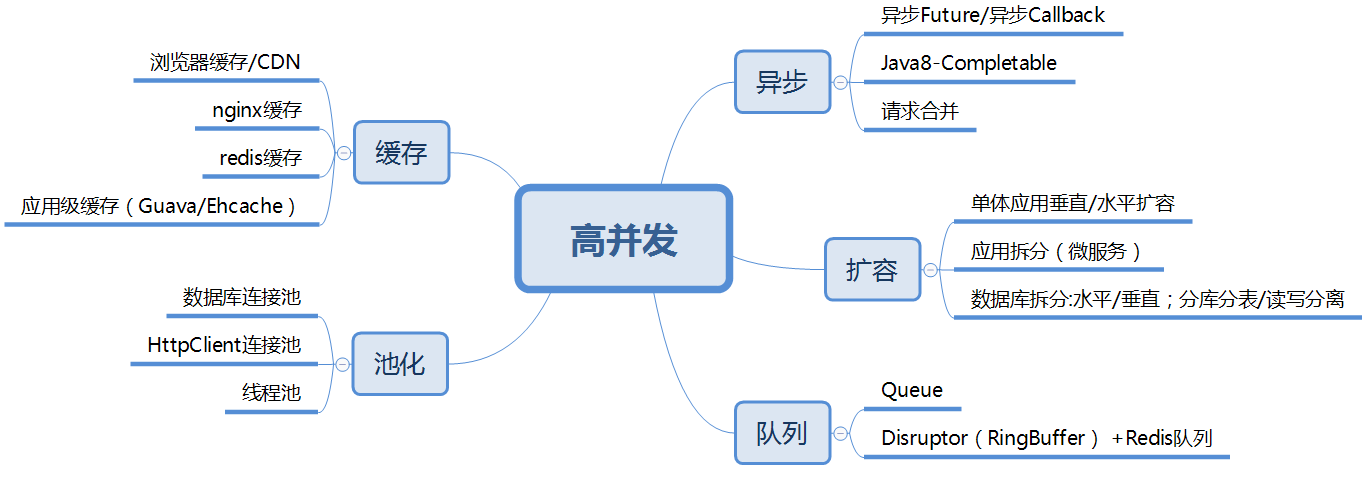 高并发
缓存
浏览器缓存/CDN
nginx缓存
redis缓存
应用级缓存（Guava/Ehcache）
池化
数据库连接池
HttpClient连接池
线程池
异步
异步Future/异步Callback
Java8-Completable
请求合并
扩容
单体应用垂直/水平扩容
应用拆分（微服务）
数据库拆分:水平/垂直；分库分表/读写分离
队列
Queue
Disruptor（RingBuffer） +Redis队列